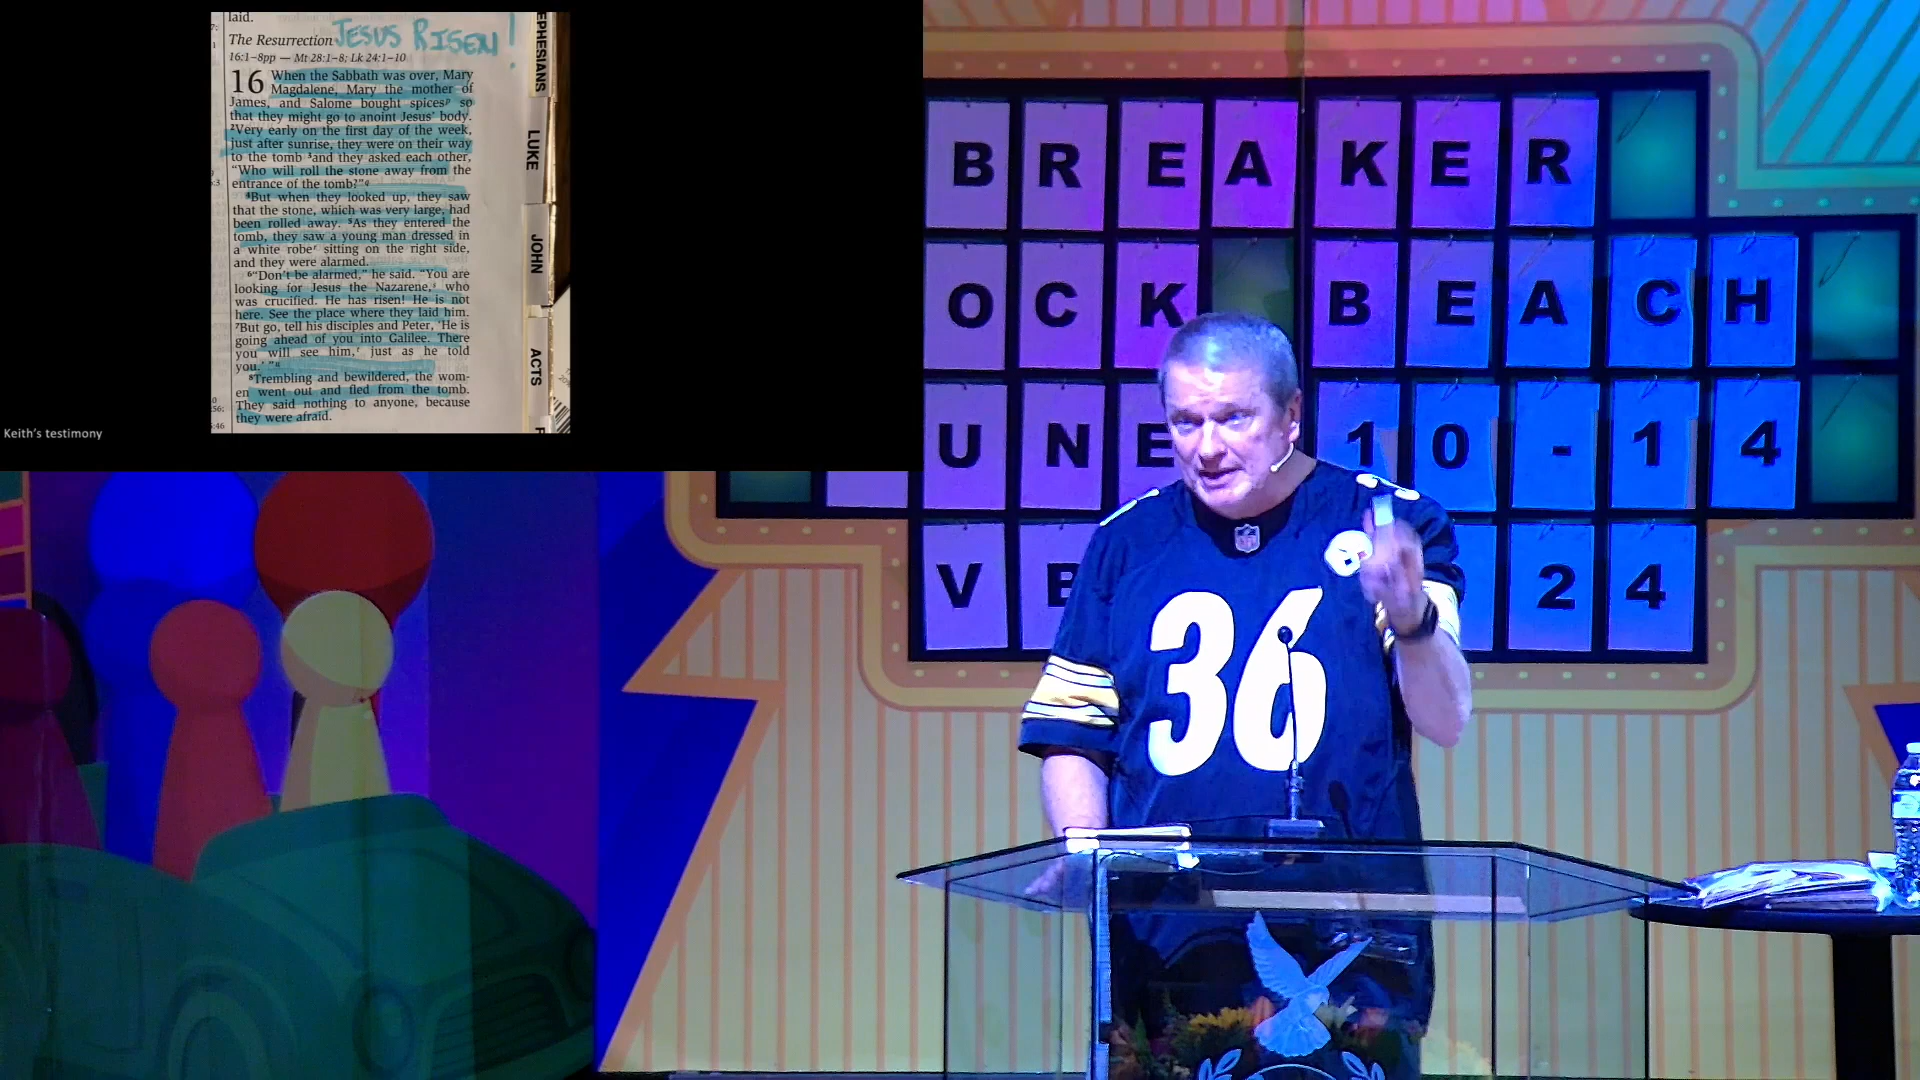 laid.
The Resurrection JESUS RISEN!
16:1–8pp — Mt 28:1–8; Lk 24:1–10
16 When the Sabbath was over, Mary
Magdalene, Mary the mother of
James, and Salome bought spicesᵖ so
that they might go to anoint Jesus' body.
²Very early on the first day of the week,
just after sunrise, they were on their way
to the tomb ³and they asked each other,
"Who will roll the stone away from the
entrance of the tomb?"q
⁴But when they looked up, they saw
that the stone, which was very large, had
been rolled away. ⁵As they entered the
tomb, they saw a young man dressed in
a white robeʳ sitting on the right side,
and they were alarmed.
⁶"Don't be alarmed," he said. "You are
looking for Jesus the Nazarene,ˢ who
was crucified. He has risen! He is not
here. See the place where they laid him.
⁷But go, tell his disciples and Peter, 'He is
going ahead of you into Galilee. There
you will see him,ᵗ just as he told
you.' "ᵘ
⁸Trembling and bewildered, the wom-
en went out and fled from the tomb.
They said nothing to anyone, because
they were afraid.
EPHESIANS
LUKE
JOHN
ACTS
Keith's testimony
BREAKER
OCK BEACH
UNE 10-14
VB 24
NFL
36